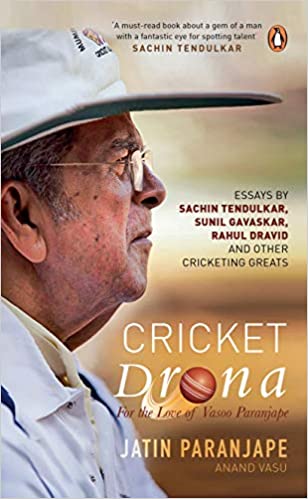 'A must-read book about a gem of a man
with a fantastic eye for spotting talent'
SACHIN TENDULKAR
ESSAYS BY
SACHIN TENDULKAR,
SUNIL GAVASKAR,
RAHUL DRAVID
AND OTHER
CRICKETING GREATS
CRICKET
Drona
For the Love of Vasoo Paranjape
JATIN PARANJAPE
ANAND VASU